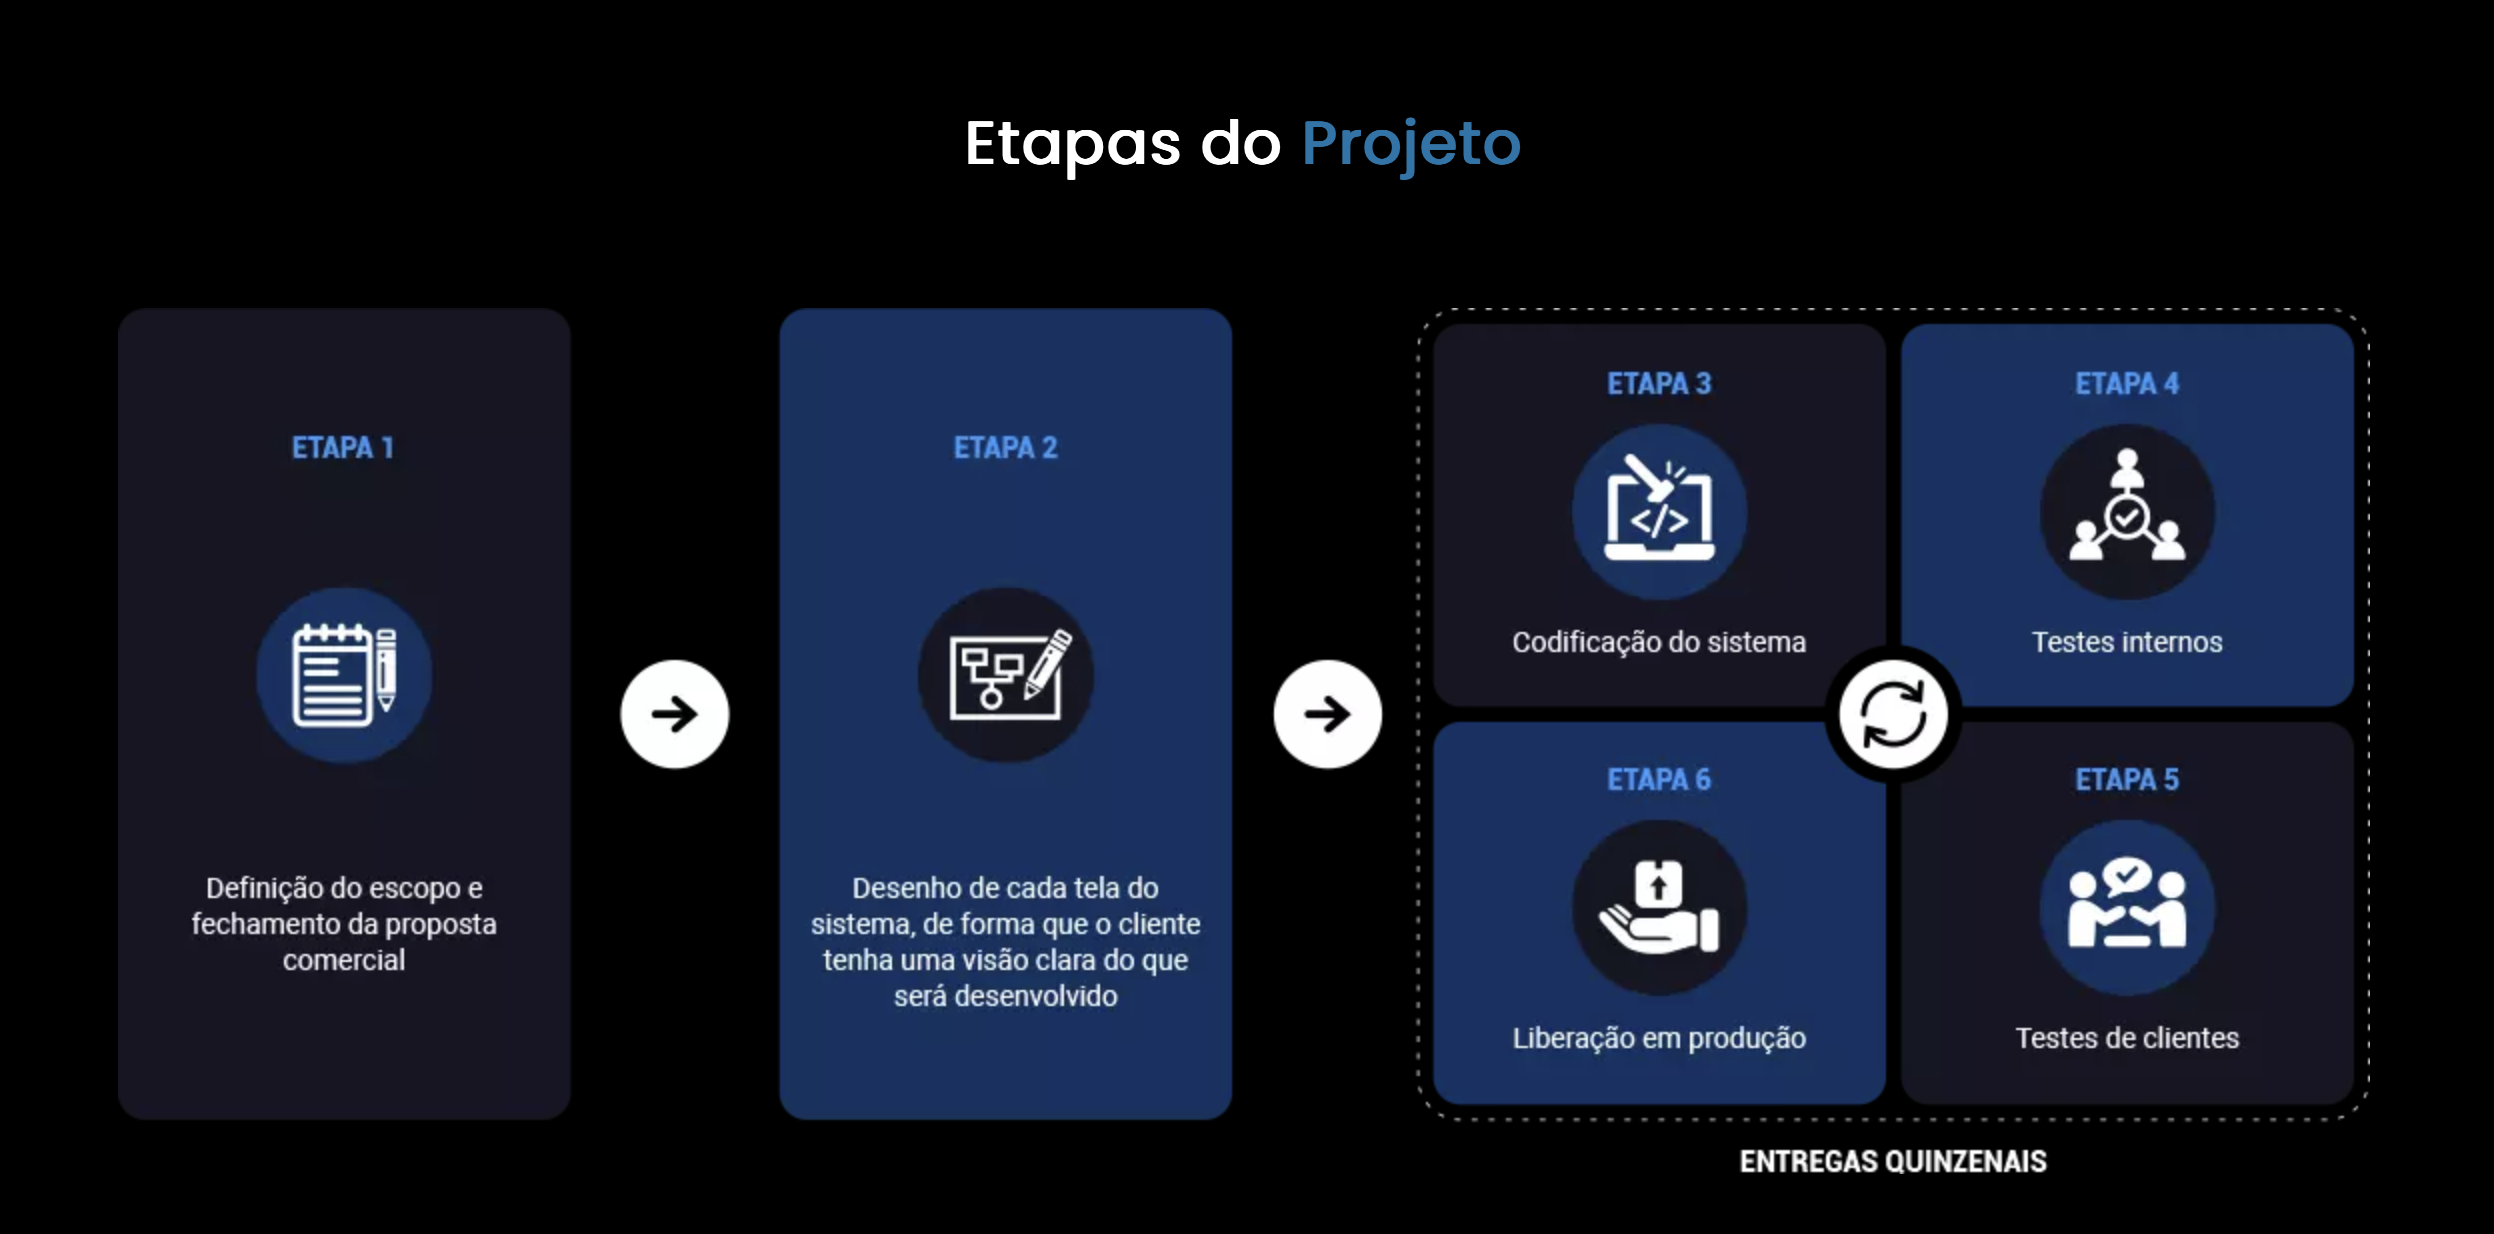 Etapas do Projeto
ETAPA 1
Definição do escopo e
fechamento da proposta
comercial
ETAPA 2
Desenho de cada tela do
sistema, de forma que o cliente
tenha uma visão clara do que
será desenvolvido
ETAPA 3
</>
Codificação do sistema
ETAPA 4
Testes internos
ETAPA 5
Testes de clientes
ETAPA 6
Liberação em produção
ENTREGAS QUINZENAIS